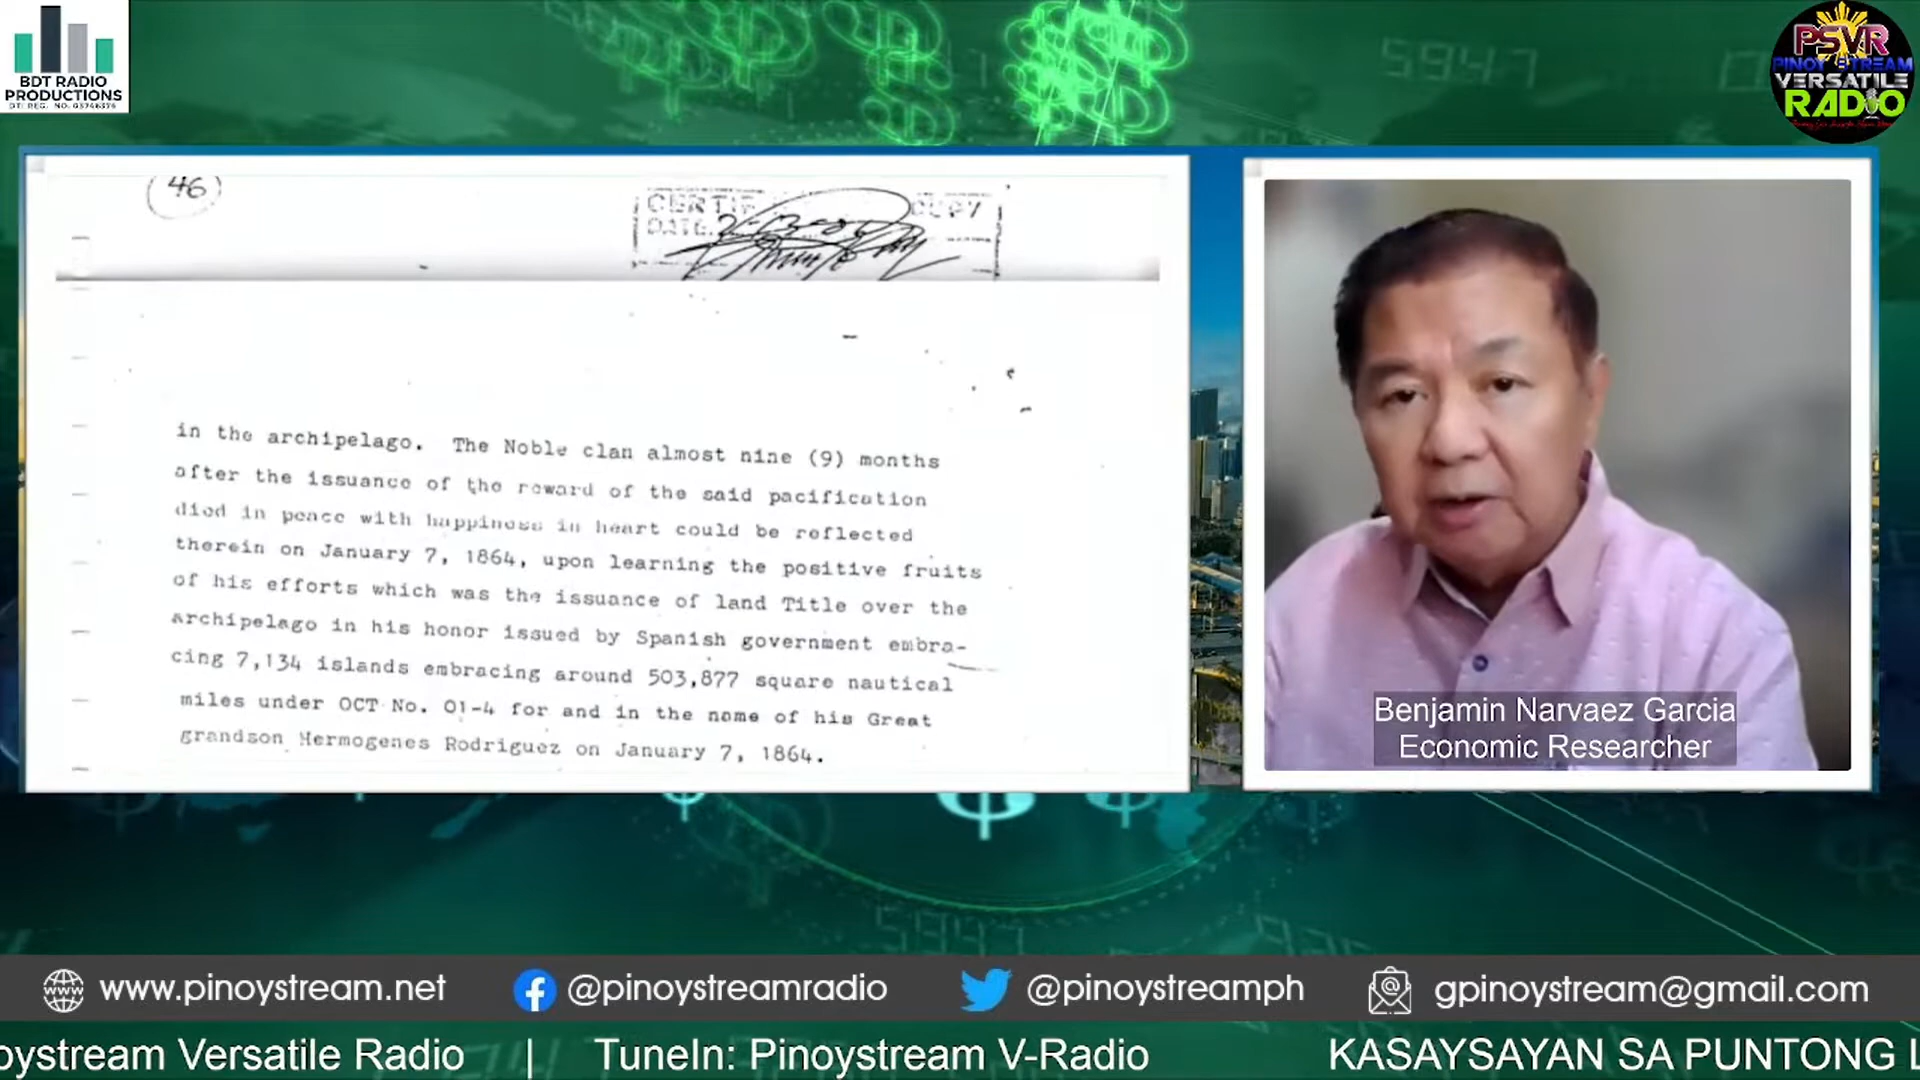 BDT RADIO
PRODUCTIONS
PSVR
PINOY STREAM
VERSATILE
RADIO
5947
46
COPY
DATE
in the archipelago. The Noble clan almost nine (9) months
after the issuance of the reward of the said pacification
died in peace with happiness in heart could be reflected
therein on January 7, 1864, upon learning the positive fruits
of his efforts which was the issuance of land Title over the
archipelago in his honor issued by Spanish government embra-
cing 7,134 islands embracing around 503,877 square nautical
miles under OCT No. 01-4 for and in the name of his Great
grandson Hermogenes Rodriguez on January 7, 1864.
Benjamin Narvaez Garcia
Economic Researcher
www.pinoystream.net @pinoystreamradio @pinoystreamph gpinoystream@gmail.com
oystream Versatile Radio | TuneIn: Pinoystream V-Radio KASAYSAYAN SA PUNTONG L